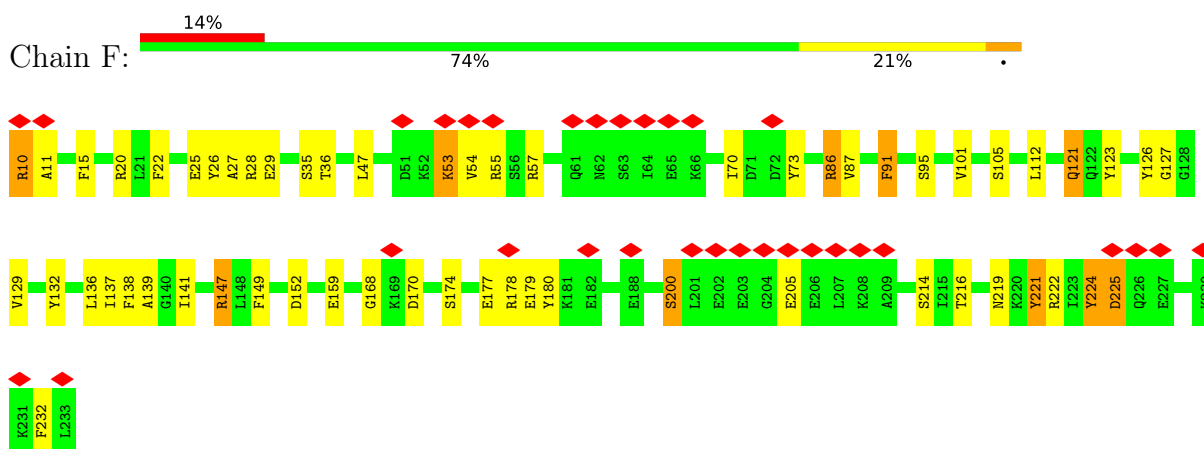 14%
Chain F:
74% 21% •
R10 A11 F15 R20 L21 F22 E25 Y26 A27 R28 E29 S35 T36 L47 D51 K52 K53 V54 R55 S56 R57 Q61 N62 S63 I64 E65 K66 I70 D71 D72 Y73 R86 V87 F91 S95 V101 S105 L112 Q121 Q122 Y123 Y126 G127 G128
V129 Y132 L136 I137 F138 A139 G140 I141 R147 L148 F149 D152 E159 G168 K169 D170 S174 E177 R178 E179 Y180 K181 E182 E188 S200 L201 E202 E203 G204 E205 E206 L207 K208 A209 S214 I215 T216 N219 K220 Y221 R222 I223 Y224 D225 Q226 E227
K231 F232 L233